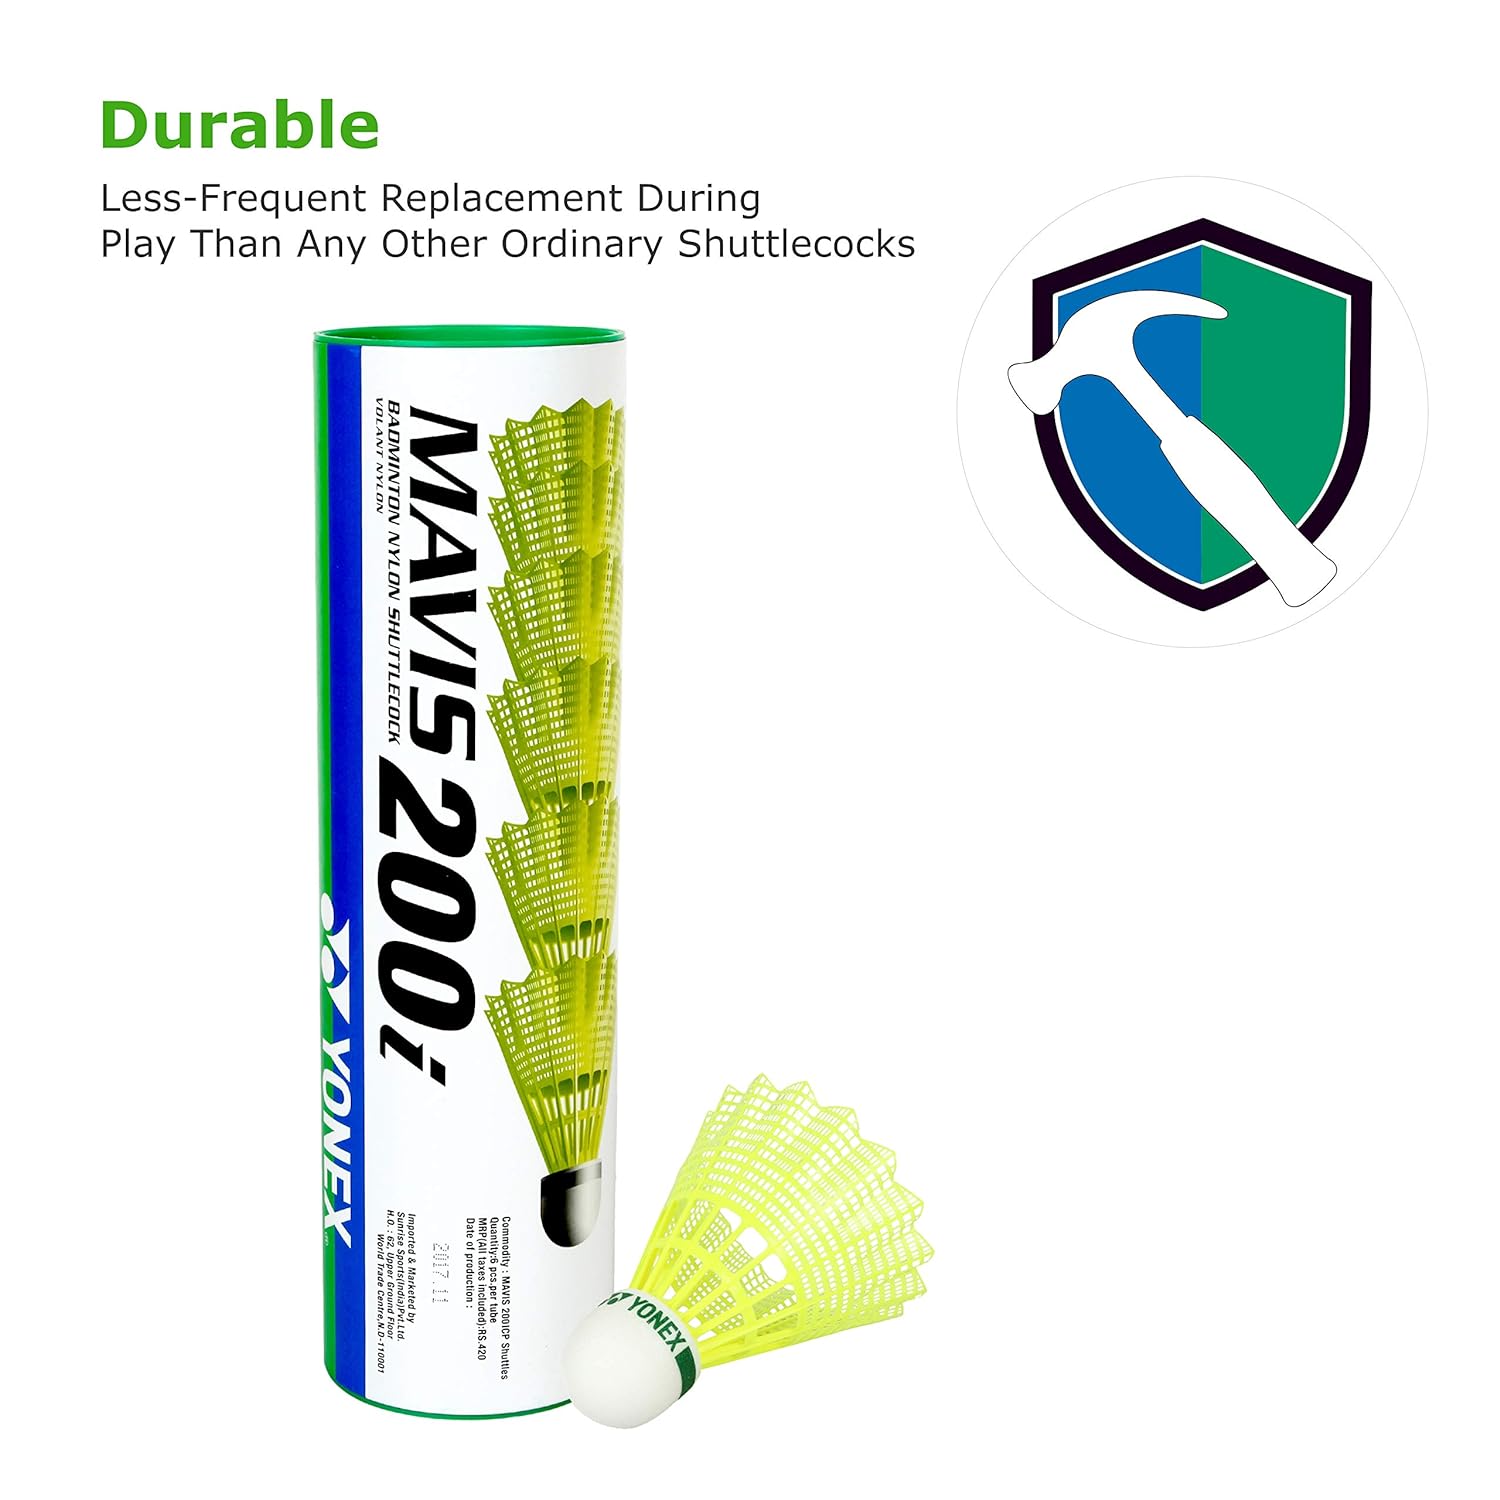 Durable
Less-Frequent Replacement During
Play Than Any Other Ordinary Shuttlecocks
MAVIS 200i
BADMINTON NYLON SHUTTLECOCK
VOLANT NYLON
YONEX
Commodity : MAVIS 200ICP Shuttles
Quantity:6 pcs.per tube
MRP(All taxes included):RS.420
Date of production :
2017.11
Imported & Marketed by
Sunrise Sports(India)Pvt.Ltd.
H.O. : 62, Upper Ground Floor
World Trade Centre,N.D-110001
YONEX